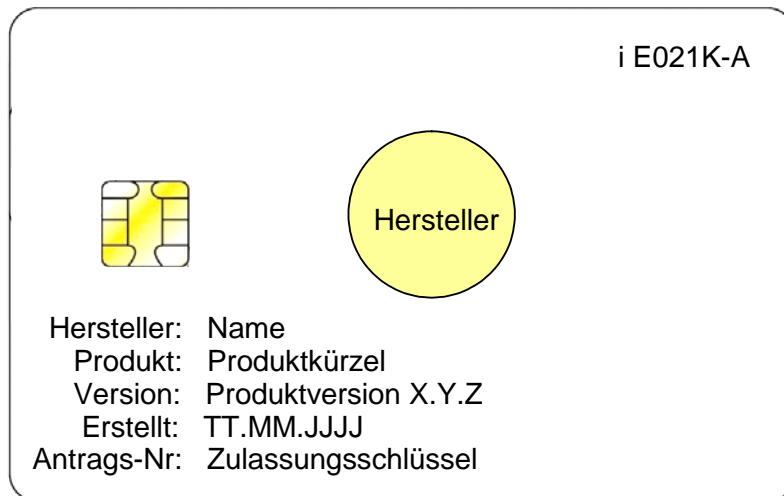 i E021K-A
Hersteller
Hersteller: Name
Produkt: Produktkürzel
Version: Produktversion X.Y.Z
Erstellt: TT.MM.JJJJ
Antrags-Nr: Zulassungsschlüssel